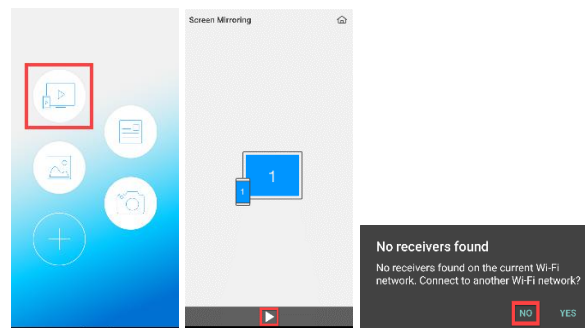 Screen Mirroring
1
1
No receivers found
No receivers found on the current Wi-Fi
network. Connect to another Wi-Fi network?
NO YES